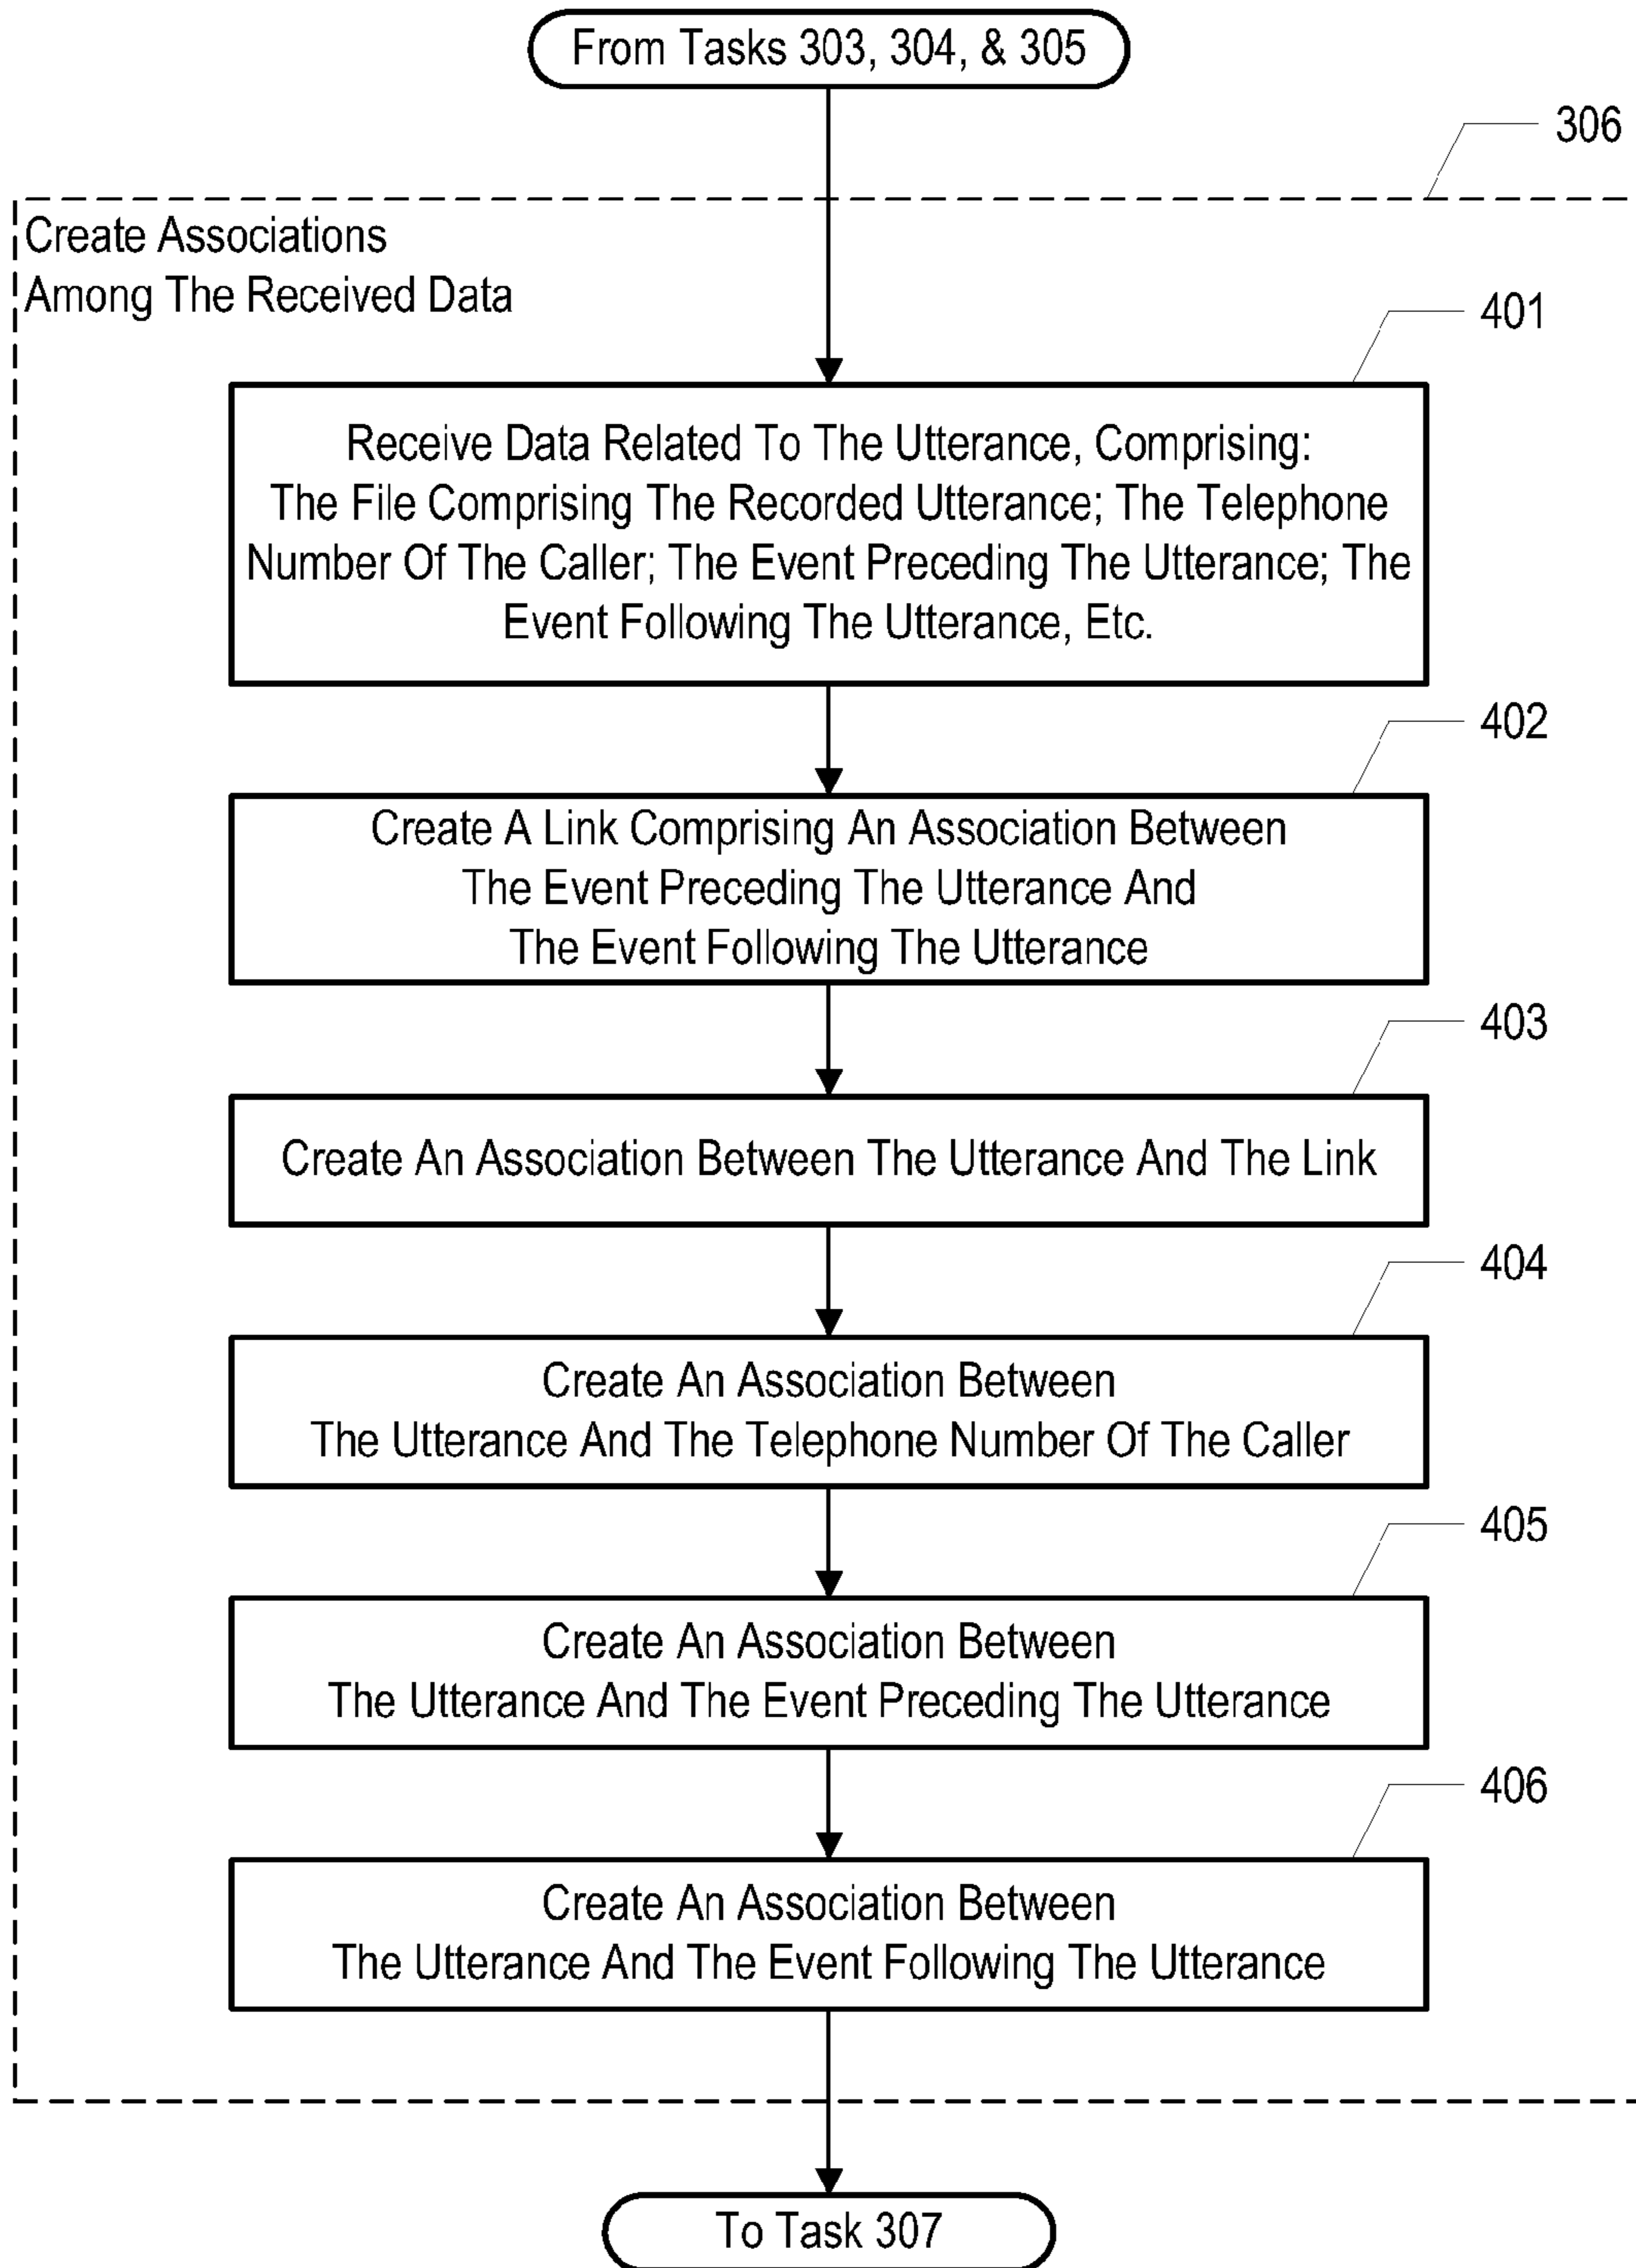 From Tasks 303, 304, & 305
306
Create Associations
Among The Received Data
401
Receive Data Related To The Utterance, Comprising:
The File Comprising The Recorded Utterance; The Telephone
Number Of The Caller; The Event Preceding The Utterance; The
Event Following The Utterance, Etc.
402
Create A Link Comprising An Association Between
The Event Preceding The Utterance And
The Event Following The Utterance
403
Create An Association Between The Utterance And The Link
404
Create An Association Between
The Utterance And The Telephone Number Of The Caller
405
Create An Association Between
The Utterance And The Event Preceding The Utterance
406
Create An Association Between
The Utterance And The Event Following The Utterance
To Task 307